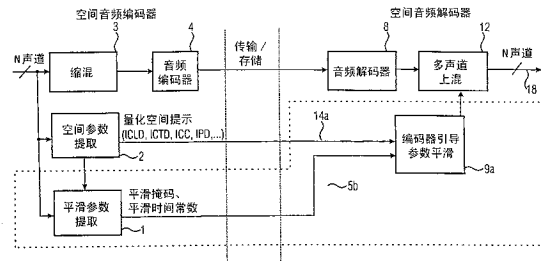 空间音频编码器
空间音频解码器
3
4
传输/
存储
8
12
N声道
缩混
音频
编码器
音频解码器
多声道
上混
N声道
18
空间参数
提取
2
量化空间提示
(ICLD, ICTD, ICC, IPD,...)
14a
编码器引导
参数平滑
9a
平滑参数
提取
1
平滑掩码、
平滑时间常数
5b